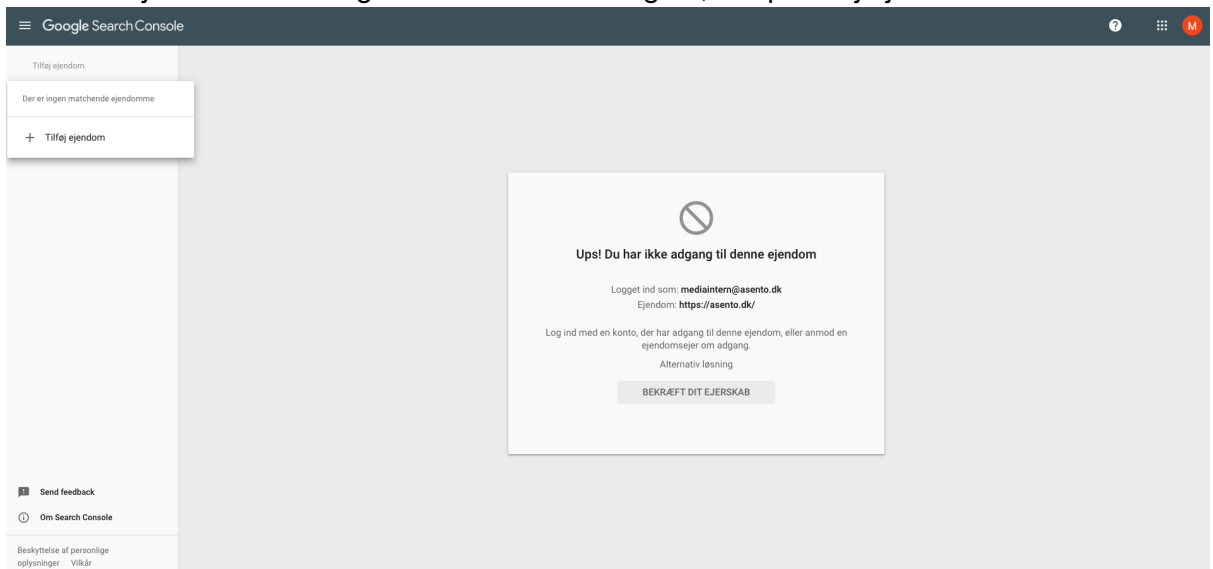 Google Search Console
M
Tilføj ejendom
Der er ingen matchende ejendomme
+ Tilføj ejendom
Ups! Du har ikke adgang til denne ejendom
Logget ind som: mediaintern@asento.dk
Ejendom: https://asento.dk/
Log ind med en konto, der har adgang til denne ejendom, eller anmod en
ejendomsejer om adgang.
Alternativ løsning
BEKRÆFT DIT EJERSKAB
Send feedback
Om Search Console
Beskyttelse af personlige
oplysninger Vilkår